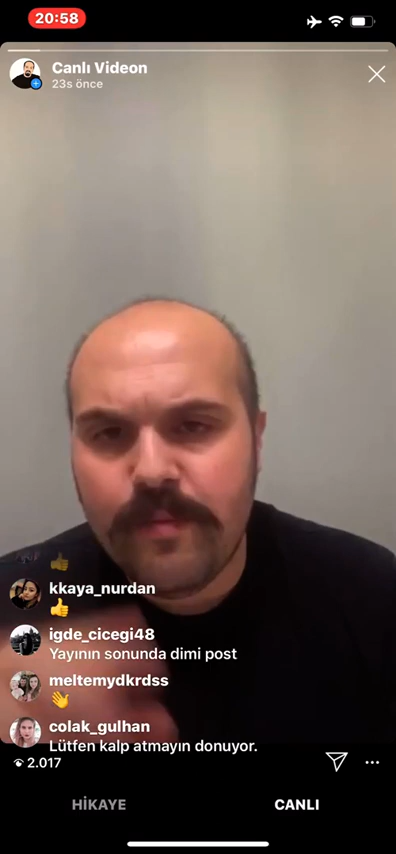 20:58
Canlı Videon
23s önce
kkaya_nurdan
👍
igde_cicegi48
Yayının sonunda dimi post
meltemydkrdss
👋
colak_gulhan
Lütfen kalp atmayın donuyor.
2.017
HİKAYE
CANLI